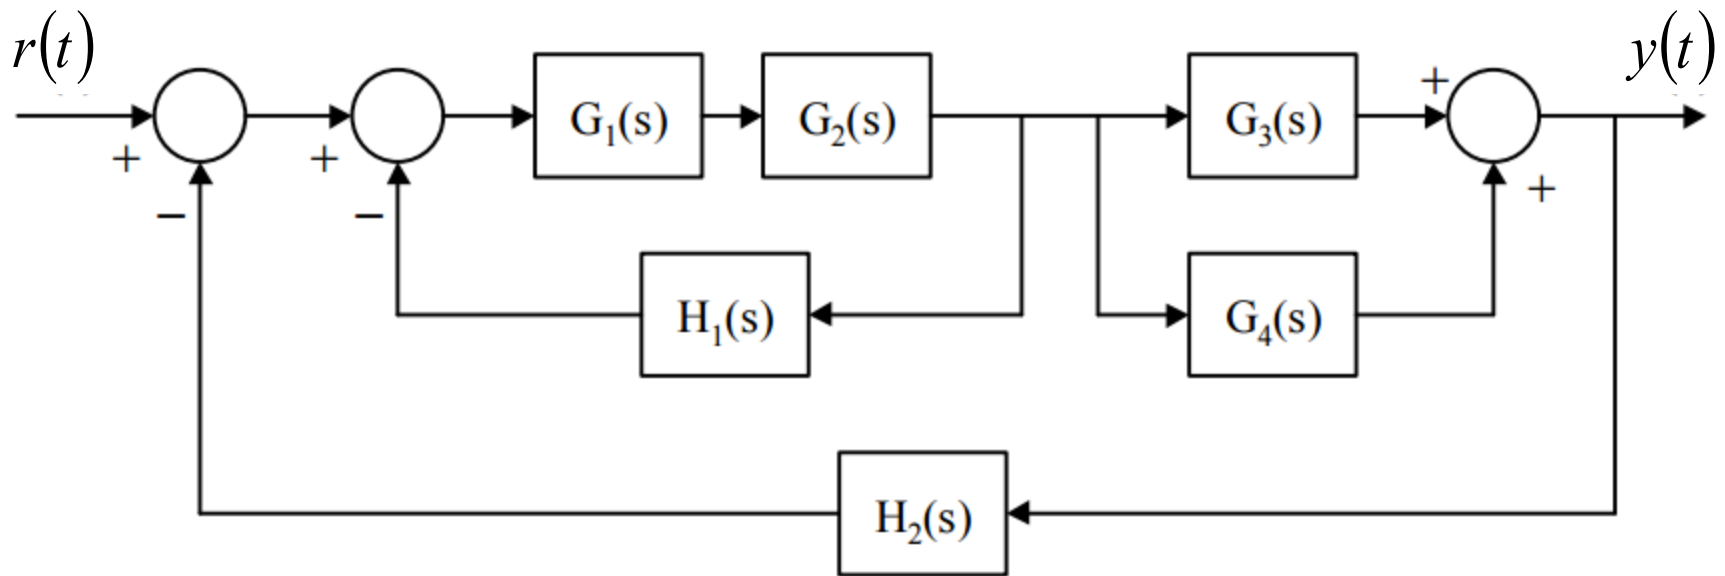 r(t)
y(t)
+
G₁(s)
G₂(s)
G₃(s)
+
+
+
−
−
H₁(s)
G₄(s)
H₂(s)